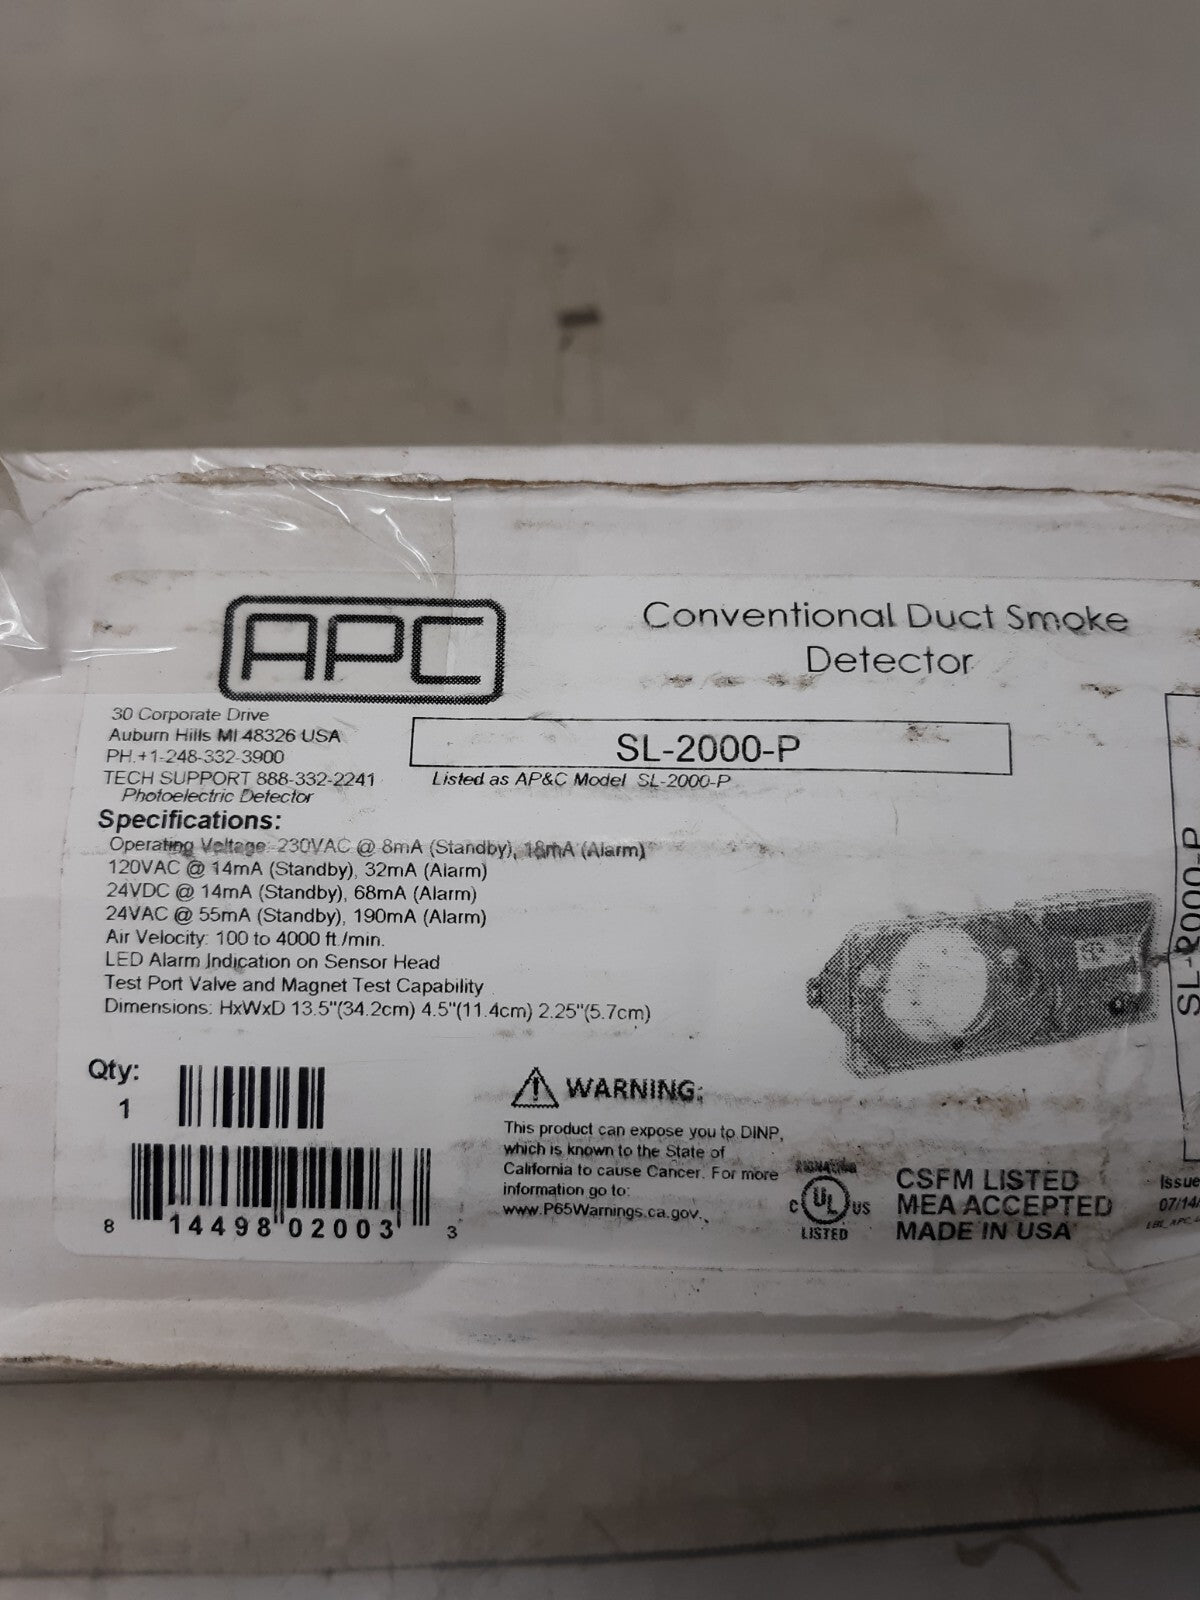 APC
Conventional Duct Smoke
Detector
30 Corporate Drive
Auburn Hills MI 48326 USA
PH.+1-248-332-3900
TECH SUPPORT 888-332-2241
Photoelectric Detector
SL-2000-P
Listed as AP&C Model SL-2000-P
Specifications:
Operating Voltage: 230VAC @ 8mA (Standby), 18mA (Alarm)
120VAC @ 14mA (Standby), 32mA (Alarm)
24VDC @ 14mA (Standby), 68mA (Alarm)
24VAC @ 55mA (Standby), 190mA (Alarm)
Air Velocity: 100 to 4000 ft./min.
LED Alarm Indication on Sensor Head
Test Port Valve and Magnet Test Capability
Dimensions: HxWxD 13.5"(34.2cm) 4.5"(11.4cm) 2.25"(5.7cm)
Qty:
1
8 14498 02003 3
WARNING:
This product can expose you to DINP,
which is known to the State of
California to cause Cancer. For more
information go to:
www.P65Warnings.ca.gov.
SIGNALING
C UL US
LISTED
CSFM LISTED
MEA ACCEPTED
MADE IN USA
SL-2000-P
Issue
07/14/